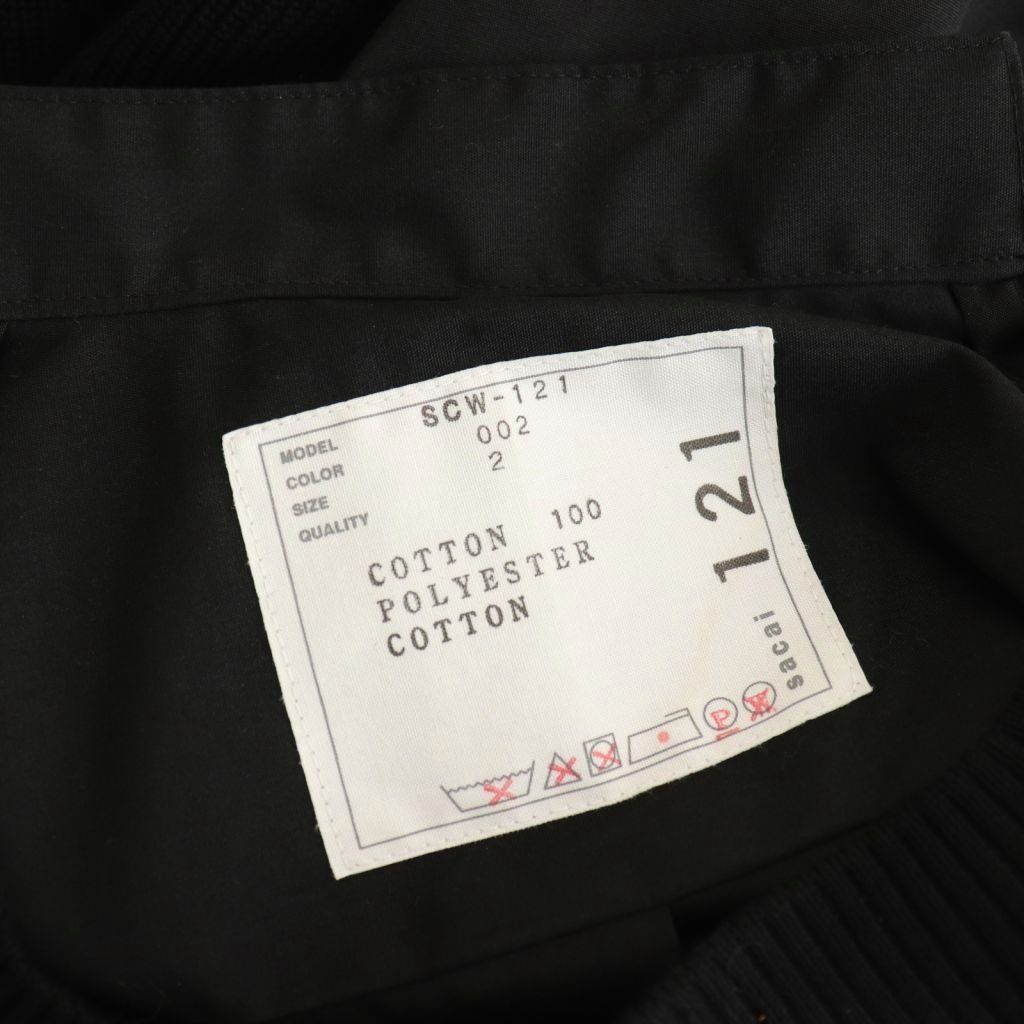 MODEL SCW-121
COLOR 002
SIZE 2
QUALITY
COTTON 100
POLYESTER
COTTON
121
sacai
P
W